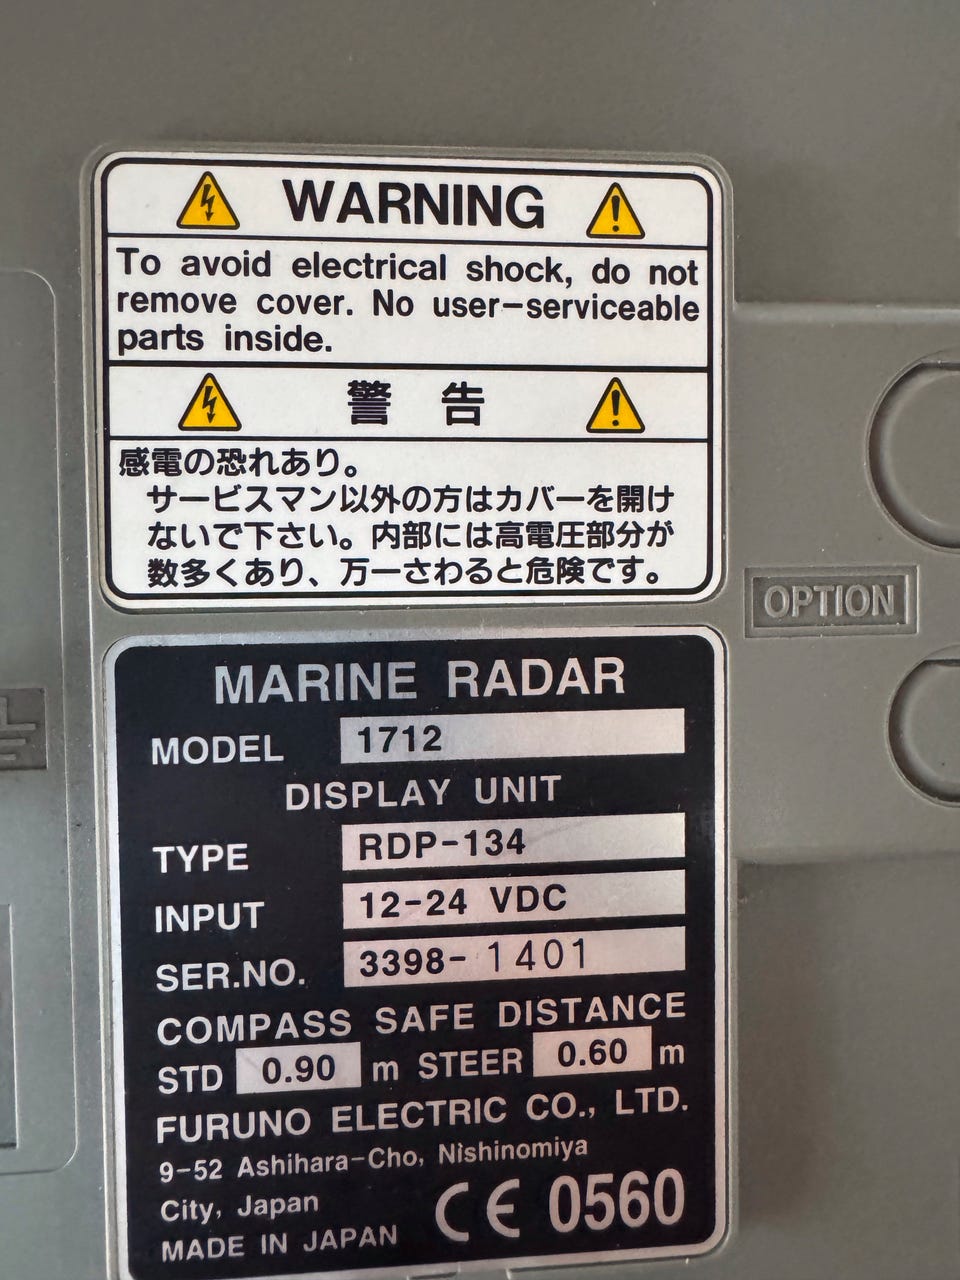 WARNING
To avoid electrical shock, do not
remove cover. No user-serviceable
parts inside.
警 告
感電の恐れあり。
サービスマン以外の方はカバーを開け
ないで下さい。内部には高電圧部分が
数多くあり、万一さわると危険です。
OPTION
MARINE RADAR
MODEL 1712
DISPLAY UNIT
TYPE RDP-134
INPUT 12-24 VDC
SER.NO. 3398-1401
COMPASS SAFE DISTANCE
STD 0.90 m STEER 0.60 m
FURUNO ELECTRIC CO., LTD.
9-52 Ashihara-Cho, Nishinomiya
City, Japan
MADE IN JAPAN CE 0560